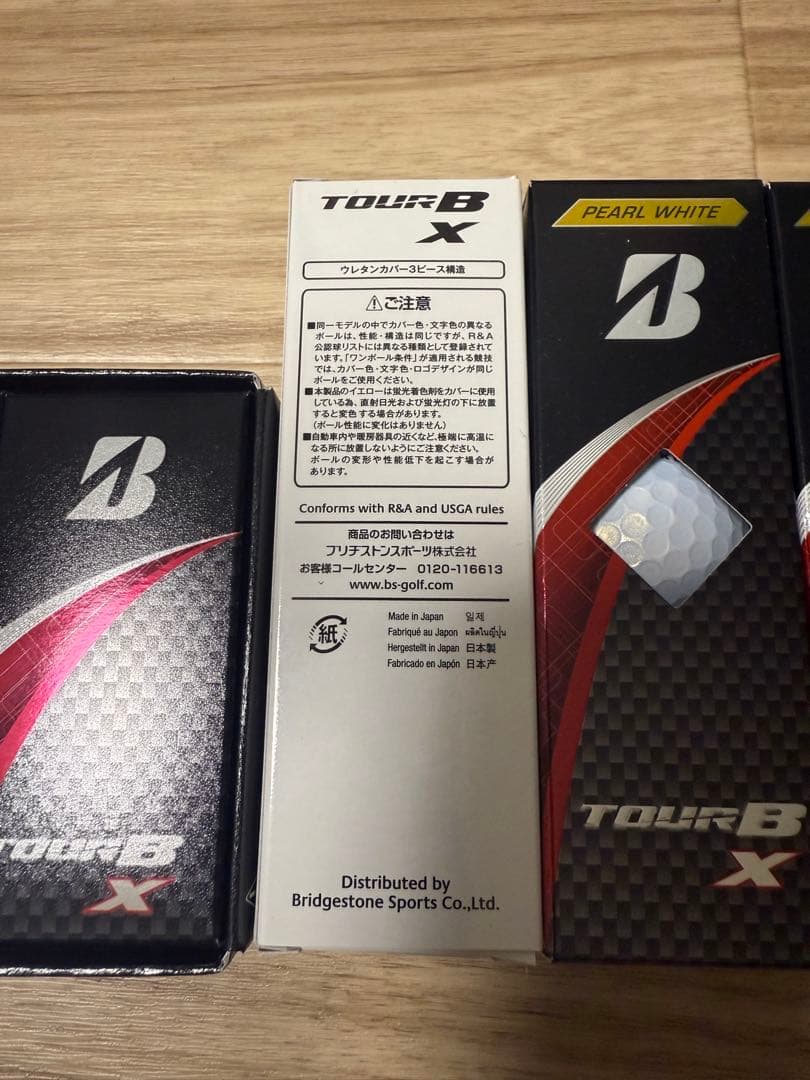 TOUR B
X
ウレタンカバー3ピース構造
⚠ご注意
■同一モデルの中でカバー色・文字色の異なる
ボールは、性能・構造は同じですが、R&A
公認球リストには異なる種類として登録されて
います。「ワンボール条件」が適用される競技
では、カバー色・文字色・ロゴデザインが同じ
ボールをご使用ください。
■本製品のイエローは蛍光着色剤をカバーに使用
している為、直射日光および蛍光灯の下に放置
すると変色する場合があります。
(ボール性能に変化はありません)
■自動車内や暖房器具の近くなど、極端に高温に
なる所に放置しないようにご注意ください。
ボールの変形や性能低下を起こす場合が
あります。
Conforms with R&A and USGA rules
商品のお問い合わせは
ブリヂストンスポーツ株式会社
お客様コールセンター 0120-116613
www.bs-golf.com
紙
Made in Japan 일제
Fabriqué au Japon ผลิตในญี่ปุ่น
Hergestellt in Japan 日本製
Fabricado en Japón 日本产
Distributed by
Bridgestone Sports Co.,Ltd.
PEARL WHITE
B
TOUR B
X
B
TOUR B
X